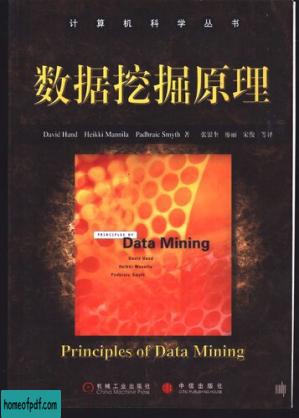 计算机科学丛书
数据挖掘原理
David Hand Heikki Mannila Padhraic Smyth 著 张银奎 廖丽 宋俊 等译
PRINCIPLES OF
Data Mining
David Hand
Heikki Mannila
Padhraic Smyth
Principles of Data Mining
机械工业出版社
China Machine Press
中信出版社
CITIC PUBLISHING HOUSE
homeofpdf.com